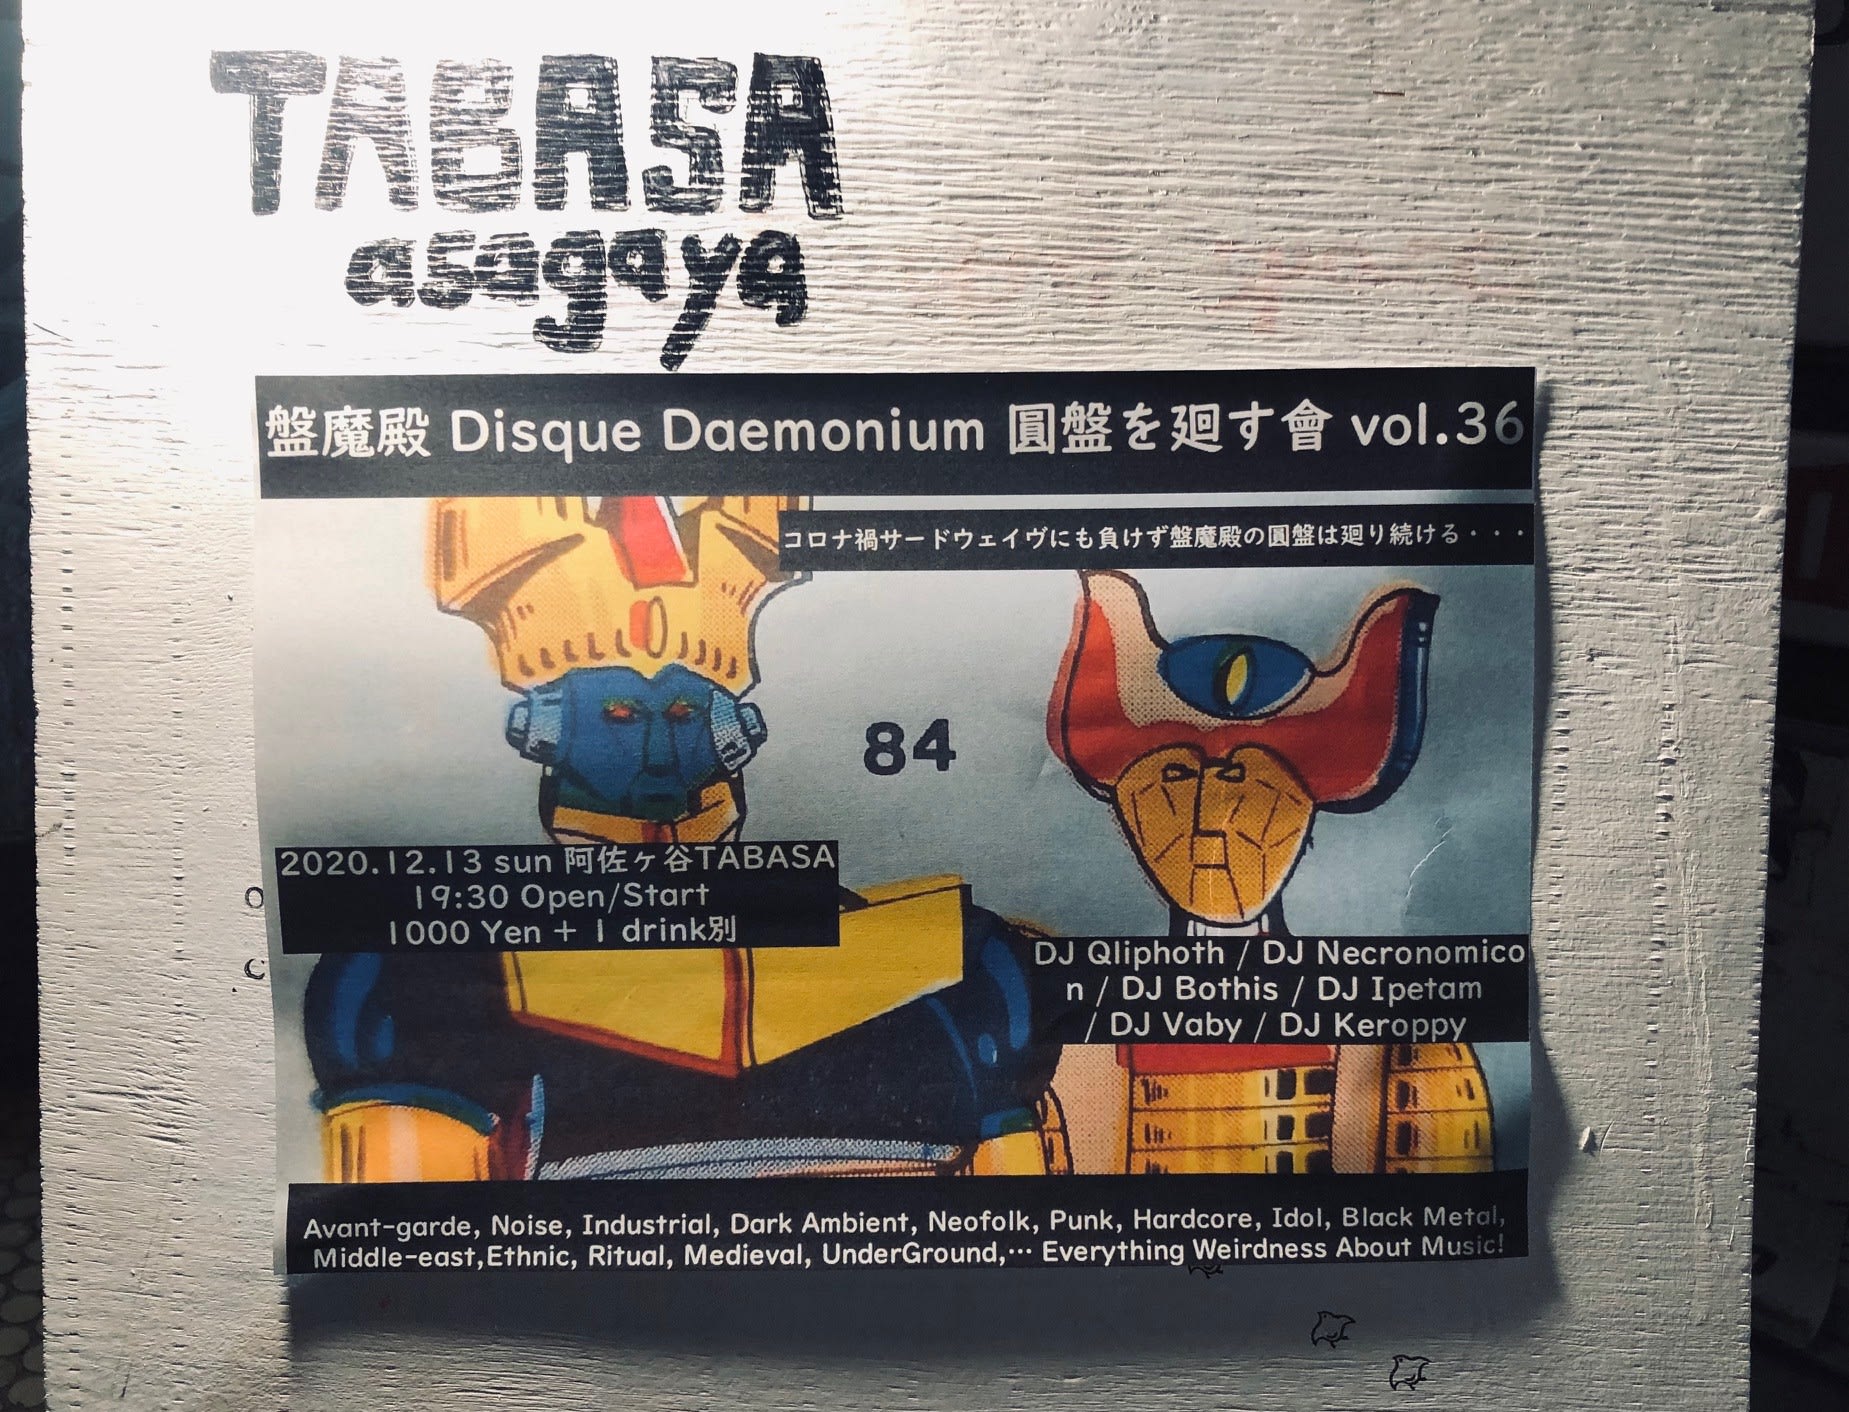 TABASA
asagaya
盤魔殿 Disque Daemonium 圓盤を廻す會 vol.36
コロナ禍サードウェイヴにも負けず盤魔殿の圓盤は廻り続ける・・・
84
2020.12.13 sun 阿佐ヶ谷TABASA
19:30 Open/Start
1000 Yen + 1 drink別
DJ Qliphoth / DJ Necronomico
n / DJ Bothis / DJ Ipetam
/ DJ Vaby / DJ Keroppy
Avant-garde, Noise, Industrial, Dark Ambient, Neofolk, Punk, Hardcore, Idol, Black Metal,
Middle-east,Ethnic, Ritual, Medieval, UnderGround,… Everything Weirdness About Music!